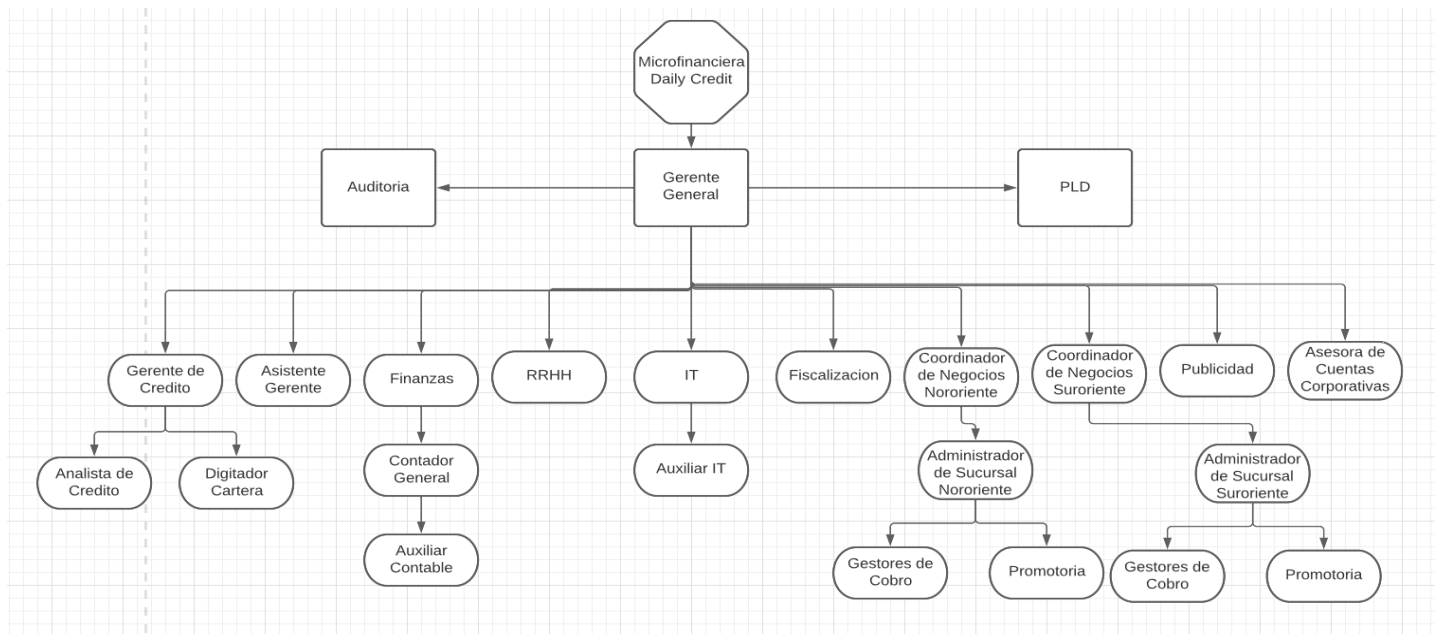 Microfinanciera
Daily Credit
Auditoria
Gerente
General
PLD
Gerente de
Credito
Asistente
Gerente
Finanzas
RRHH
IT
Fiscalizacion
Coordinador
de Negocios
Nororiente
Coordinador
de Negocios
Suroriente
Publicidad
Asesora de
Cuentas
Corporativas
Analista de
Credito
Digitador
Cartera
Contador
General
Auxiliar IT
Administrador
de Sucursal
Nororiente
Administrador
de Sucursal
Suroriente
Auxiliar
Contable
Gestores de
Cobro
Promotoria
Gestores de
Cobro
Promotoria